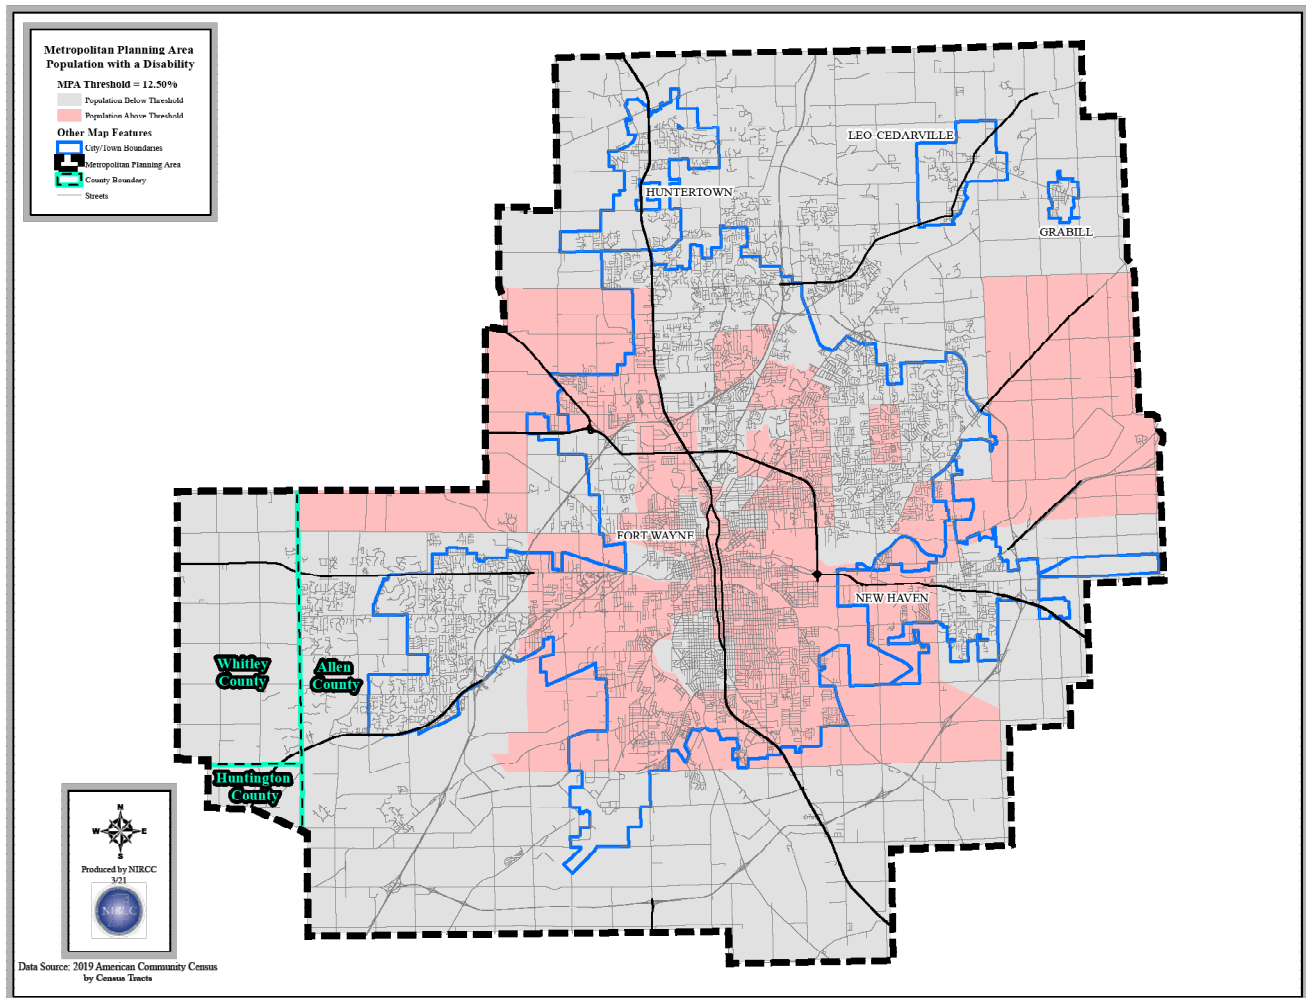 Metropolitan Planning Area
Population with a Disability
MPA Threshold = 12.50%
Population Below Threshold
Population Above Threshold
Other Map Features
City/Town Boundaries
Metropolitan Planning Area
County Boundary
Streets
LEO-CEDARVILLE
HUNTERTOWN
GRABILL
FORT WAYNE
NEW HAVEN
Whitley
County
Allen
County
Huntington
County
N
W E
S
Produced by NIRCC
3/21
NIRCC
Data Source: 2019 American Community Census
by Census Tracts